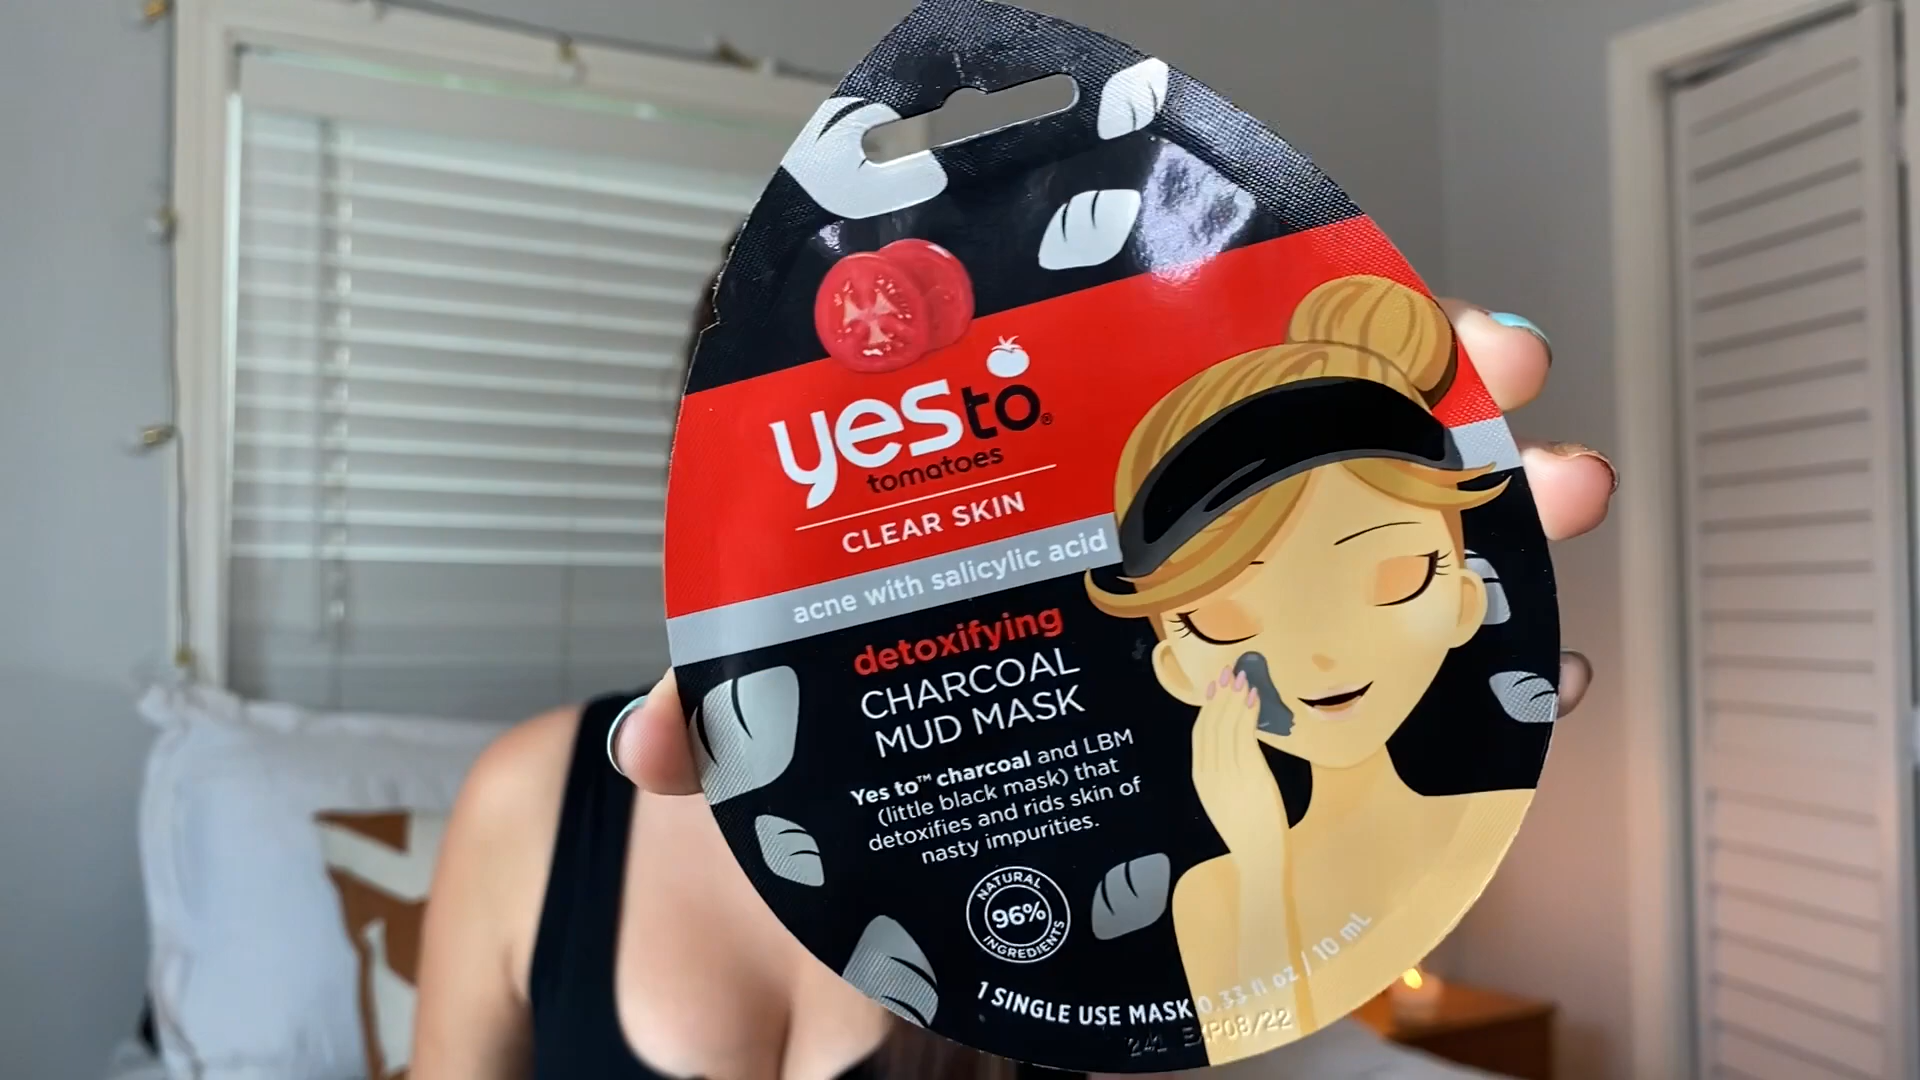 yes to®
tomatoes
CLEAR SKIN
acne with salicylic acid
detoxifying
CHARCOAL
MUD MASK
Yes to™ charcoal and LBM
(little black mask) that
detoxifies and rids skin of
nasty impurities.
NATURAL
96%
INGREDIENTS
1 SINGLE USE MASK 0.33 fl oz / 10 mL
241 EXP08/22